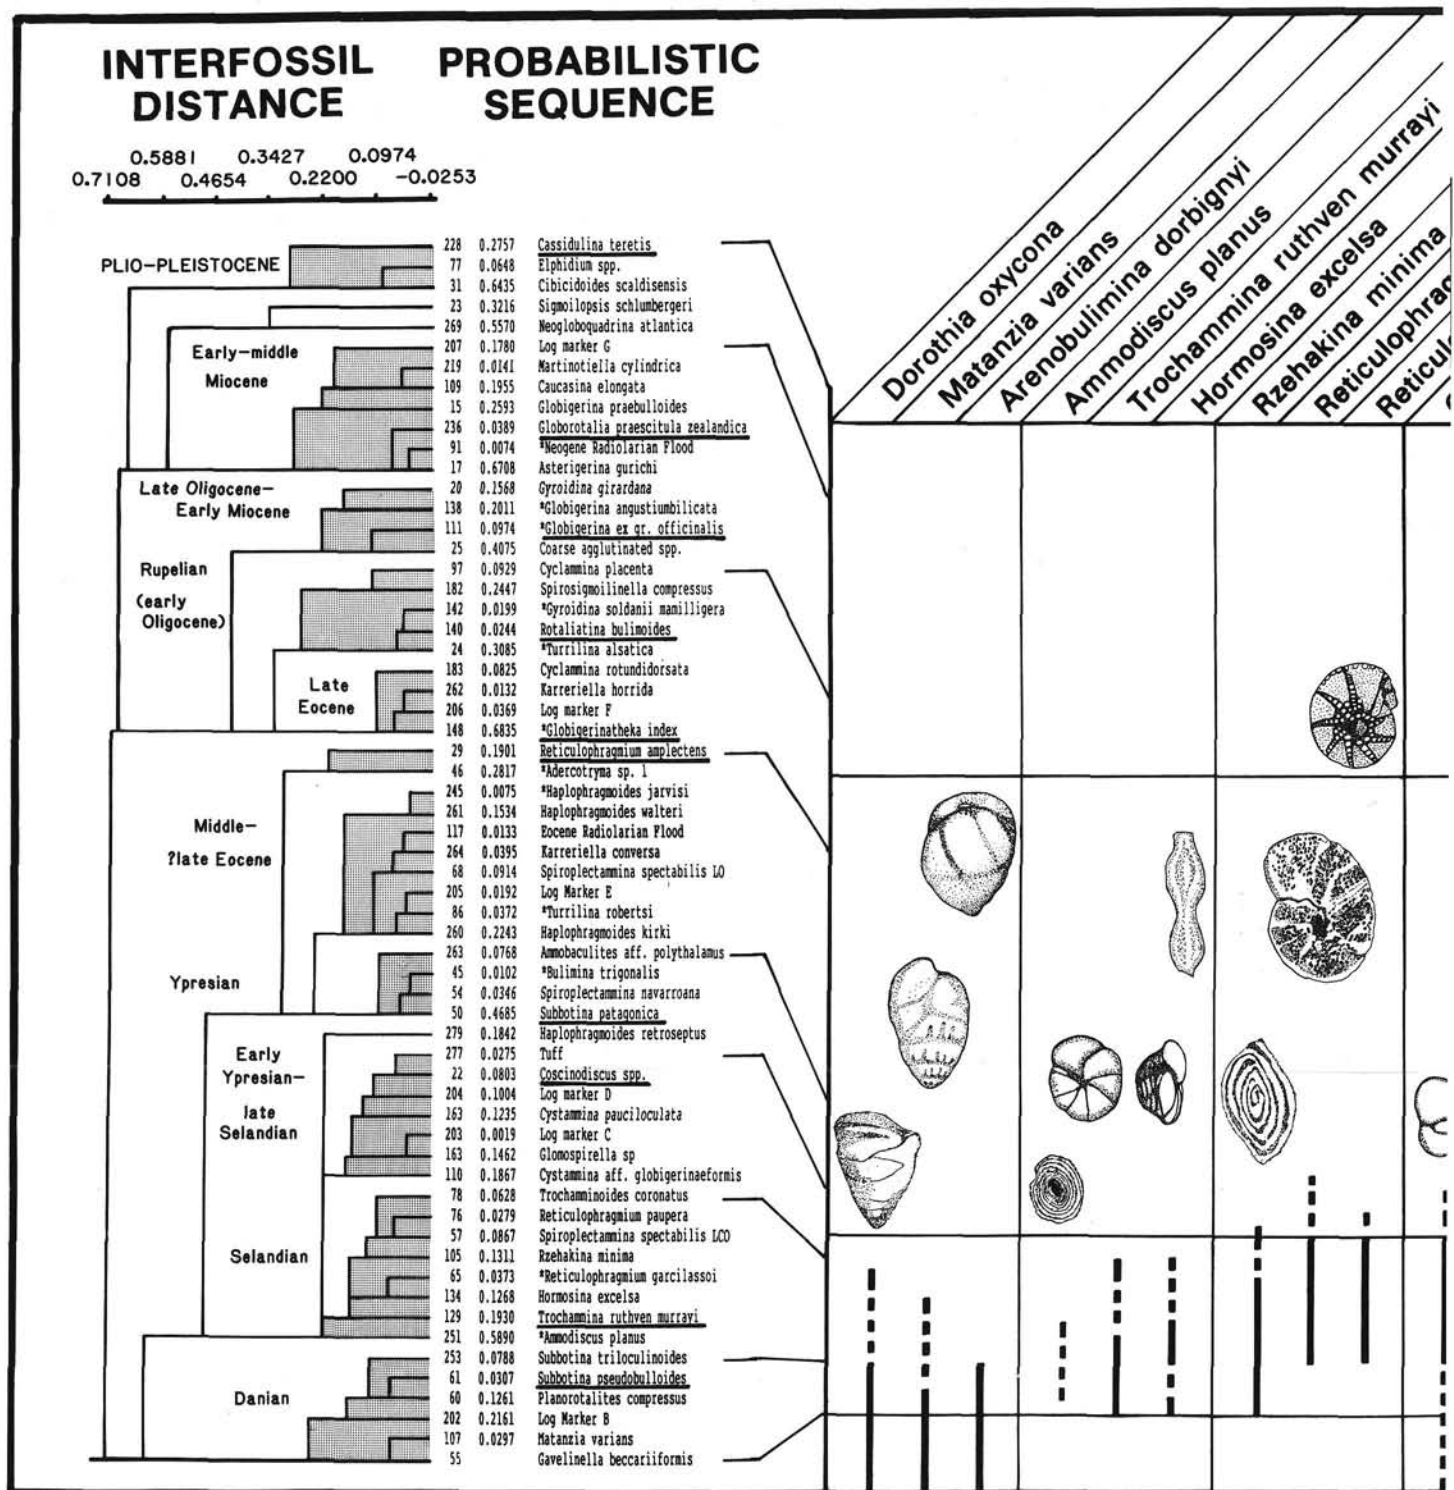 INTERFOSSIL DISTANCE
PROBABILISTIC SEQUENCE
0.5881 0.3427 0.0974
0.7108 0.4654 0.2200 -0.0253
228 0.2757 Cassidulina teretis
PLIO-PLEISTOCENE
77 0.0648 Elphidium spp.
31 0.6435 Cibicidoides scaldisensis
23 0.3216 Sigmoilopsis schlumbergeri
269 0.5570 Neogloboquadrina atlantica
Early-middle Miocene
207 0.1780 Log marker G
219 0.0141 Martinotiella cylindrica
109 0.1955 Caucasina elongata
15 0.2593 Globigerina praebulloides
236 0.0389 Globorotalia praescitula zealandica
91 0.0074 *Neogene Radiolarian Flood
17 0.6708 Asterigerina gurichi
Late Oligocene-
Early Miocene
20 0.1568 Gyroidina girardana
138 0.2011 *Globigerina angustiumbilicata
111 0.0974 *Globigerina ex gr. officinalis
25 0.4075 Coarse agglutinated spp.
Rupelian
(early
Oligocene)
97 0.0929 Cyclammina placenta
182 0.2447 Spirosigmoilinella compressus
142 0.0199 *Gyroidina soldanii mamilligera
140 0.0244 Rotaliatina bulimoides
24 0.3085 *Turrilina alsatica
Late
Eocene
183 0.0825 Cyclammina rotundidorsata
262 0.0132 Karreriella horrida
206 0.0369 Log marker F
148 0.6835 *Globigerinatheka index
29 0.1901 Reticulophragmium amplectens
46 0.2817 *Adercotryma sp. 1
Middle-
?late Eocene
245 0.0075 *Haplophragmoides jarvisi
261 0.1534 Haplophragmoides walteri
117 0.0133 Eocene Radiolarian Flood
264 0.0395 Karreriella conversa
68 0.0914 Spiroplectammina spectabilis LO
205 0.0192 Log Marker E
86 0.0372 *Turrilina robertsi
260 0.2243 Haplophragmoides kirki
Ypresian
263 0.0768 Ammobaculites aff. polythalamus
45 0.0102 *Bulimina trigonalis
54 0.0346 Spiroplectammina navarroana
50 0.4685 Subbotina patagonica
Early
Ypresian-
late
Selandian
279 0.1842 Haplophragmoides retroseptus
277 0.0275 Tuff
22 0.0803 Coscinodiscus spp.
204 0.1004 Log marker D
163 0.1235 Cystammina pauciloculata
203 0.0019 Log marker C
163 0.1462 Glomospirella sp
110 0.1867 Cystammina aff. globigerinaeformis
Selandian
78 0.0628 Trochamminoides coronatus
76 0.0279 Reticulophragmium paupera
57 0.0867 Spiroplectammina spectabilis LCO
105 0.1311 Rzehakina minima
65 0.0373 *Reticulophragmium garcilassoi
134 0.1268 Hormosina excelsa
129 0.1930 Trochammina ruthven murrayi
251 0.5890 *Ammodiscus planus
Danian
253 0.0788 Subbotina triloculinoides
61 0.0307 Subbotina pseudobulloides
60 0.1261 Planorotalites compressus
202 0.2161 Log Marker B
107 0.0297 Matanzia varians
55 Gavelinella beccariiformis
Dorothia oxycona
Matanzia varians
Arenobulimina dorbignyi
Ammodiscus planus
Trochammina ruthven murrayi
Hormosina excelsa
Rzehakina minima
Reticulophrag
Reticul